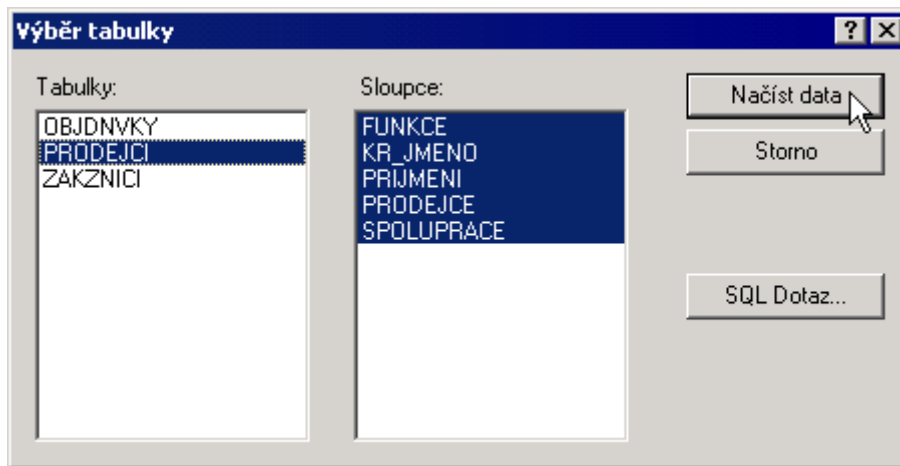 Výběr tabulky
Tabulky:
OBJDNVKY
PRODEJCI
ZAKZNICI
Sloupce:
FUNKCE
KR_JMENO
PRIJMENI
PRODEJCE
SPOLUPRACE
Načíst data
Storno
SQL Dotaz...